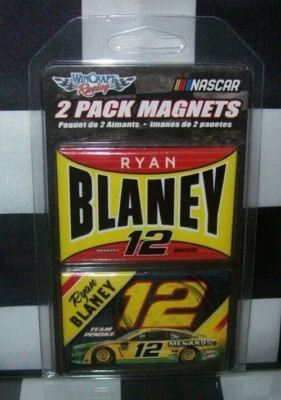 WinCraft Racing
NASCAR
2 PACK MAGNETS
Paquet de 2 Aimants • Imanes de 2 paquetes
RYAN
BLANEY
12
Ryan
BLANEY
12
TEAM
PENSKE
12
MENARDS